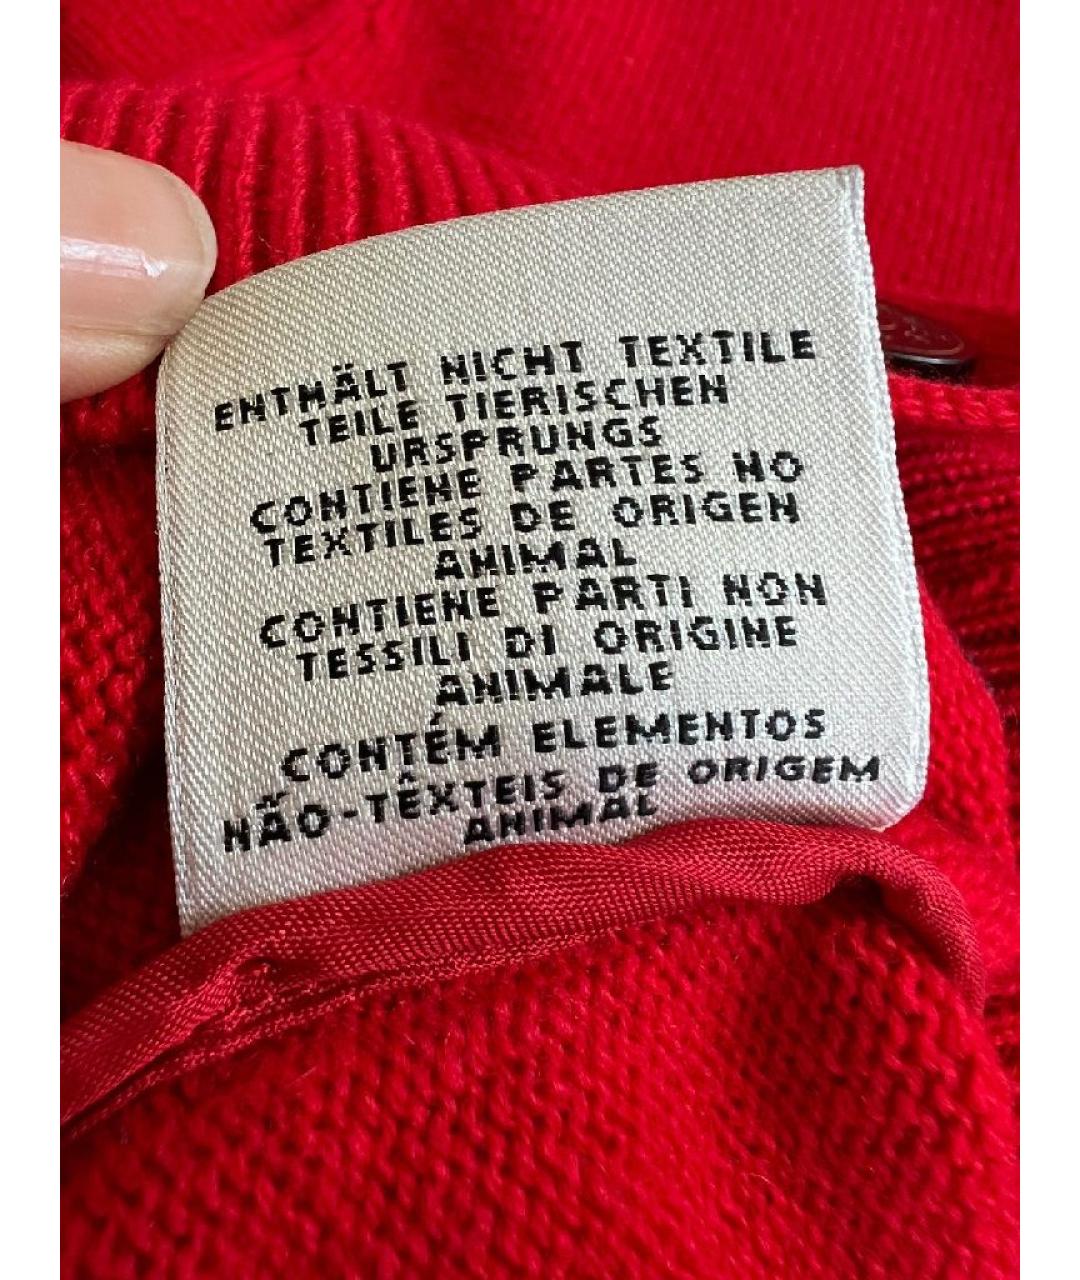 ENTHÄLT NICHT TEXTILE
TEILE TIERISCHEN
URSPRUNGS
CONTIENE PARTES NO
TEXTILES DE ORIGEN
ANIMAL
CONTIENE PARTI NON
TESSILI DI ORIGINE
ANIMALE
CONTÉM ELEMENTOS
NÃO-TÊXTEIS DE ORIGEM
ANIMAL